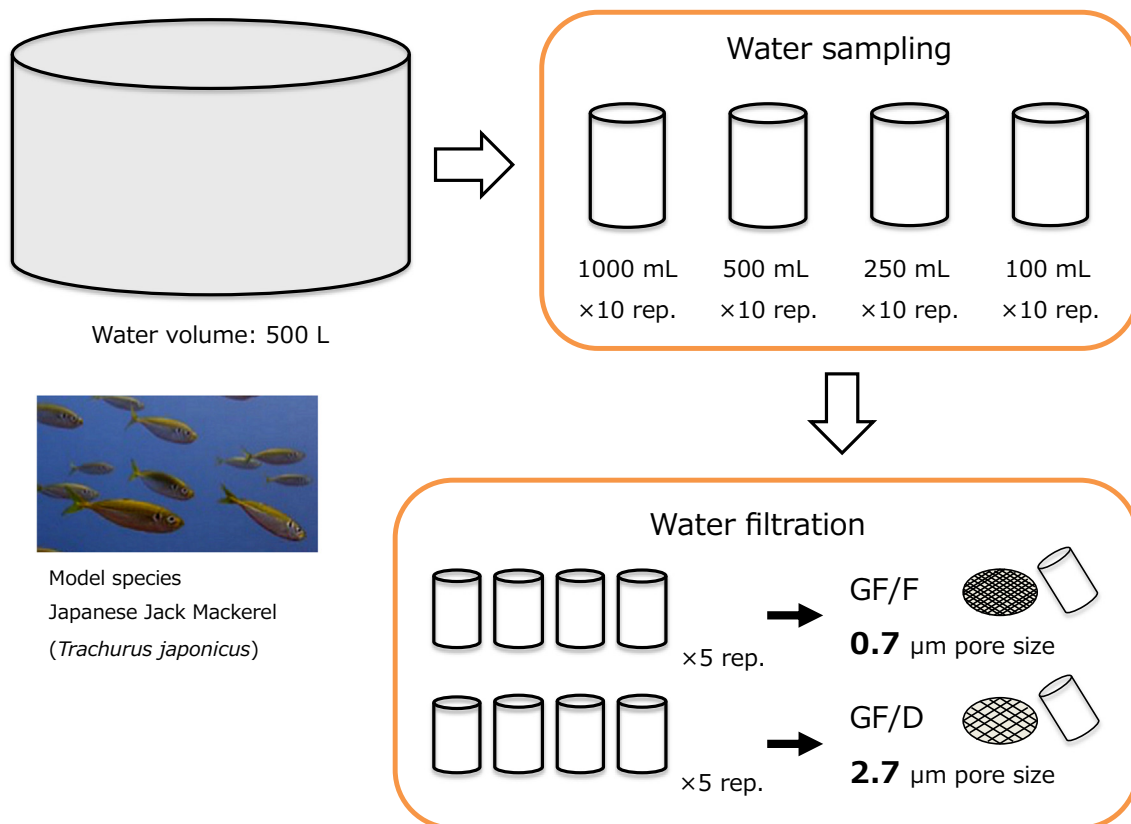 Water volume: 500 L
Model species
Japanese Jack Mackerel
(Trachurus japonicus)
Water sampling
1000 mL
×10 rep.
500 mL
×10 rep.
250 mL
×10 rep.
100 mL
×10 rep.
Water filtration
×5 rep.
GF/F
0.7 μm pore size
×5 rep.
GF/D
2.7 μm pore size